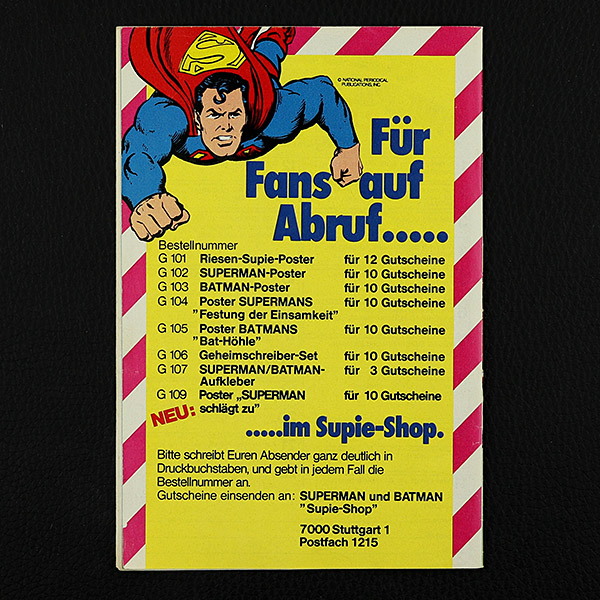 S
© NATIONAL PERIODICAL
PUBLICATIONS, INC.
Für
Fans auf
Abruf.....
Bestellnummer
G 101 Riesen-Supie-Poster für 12 Gutscheine
G 102 SUPERMAN-Poster für 10 Gutscheine
G 103 BATMAN-Poster für 10 Gutscheine
G 104 Poster SUPERMANS für 10 Gutscheine
"Festung der Einsamkeit"
G 105 Poster BATMANS für 10 Gutscheine
"Bat-Höhle"
G 106 Geheimschreiber-Set für 10 Gutscheine
G 107 SUPERMAN/BATMAN- für 3 Gutscheine
Aufkleber
G 109 Poster „SUPERMAN für 10 Gutscheine
NEU: schlägt zu"
.....im Supie-Shop.
Bitte schreibt Euren Absender ganz deutlich in
Druckbuchstaben, und gebt in jedem Fall die
Bestellnummer an.
Gutscheine einsenden an: SUPERMAN und BATMAN
"Supie-Shop"
7000 Stuttgart 1
Postfach 1215